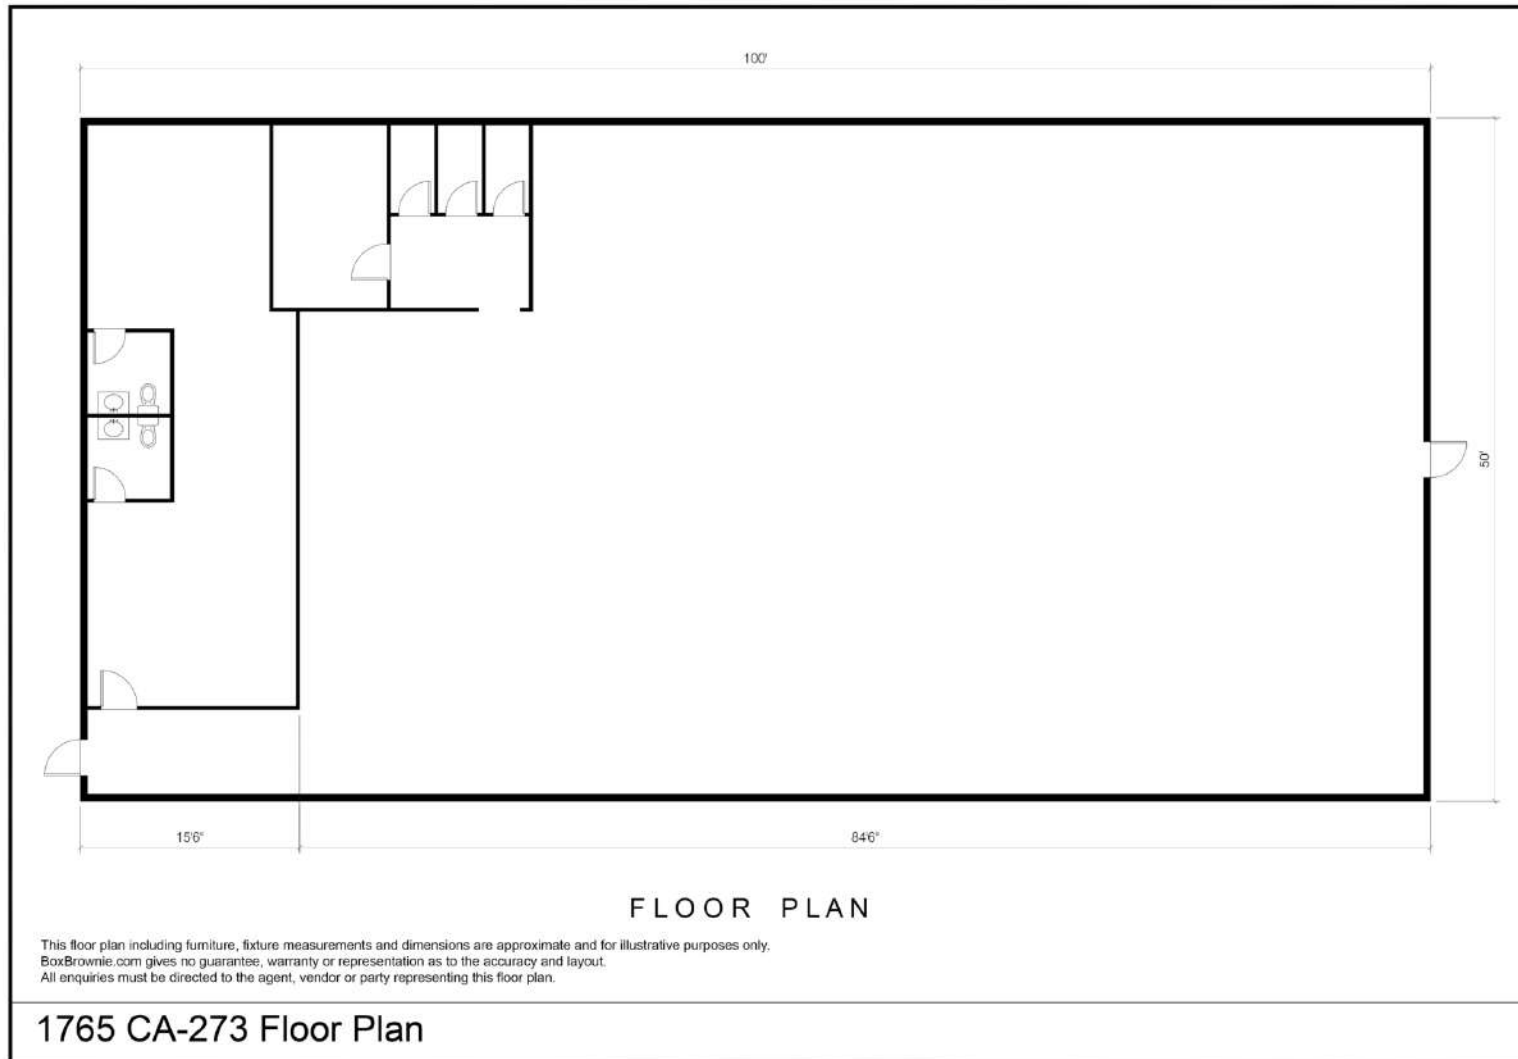 100'
50'
15'6"
84'6"
FLOOR PLAN
This floor plan including furniture, fixture measurements and dimensions are approximate and for illustrative purposes only.
BoxBrownie.com gives no guarantee, warranty or representation as to the accuracy and layout.
All enquiries must be directed to the agent, vendor or party representing this floor plan.
1765 CA-273 Floor Plan